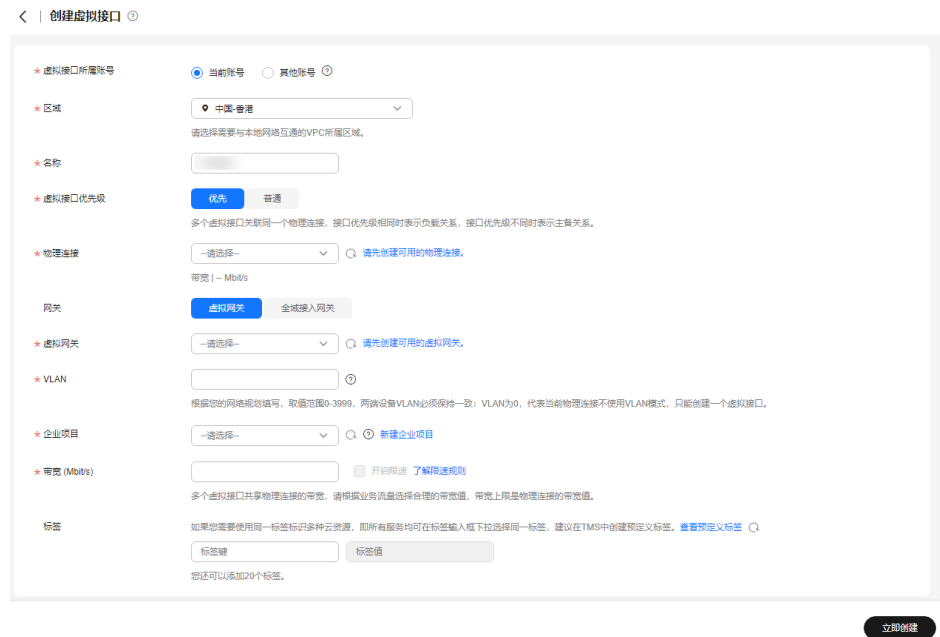 创建虚拟接口
虚拟接口所属账号 当前账号 其他账号
区域 中国-香港
请选择需要与本地网络互通的VPC所属区域。
名称
虚拟接口优先级 优先 普通
多个虚拟接口关联同一个物理连接，接口优先级相同时表示负载关系，接口优先级不同时表示主备关系。
物理连接 --请选择-- 请先创建可用的物理连接。
带宽 | -- Mbit/s
网关 虚拟网关 全域接入网关
虚拟网关 --请选择-- 请先创建可用的虚拟网关。
VLAN
根据您的网络规划填写，取值范围0-3999，两端设备VLAN必须保持一致；VLAN为0，代表当前物理连接不使用VLAN模式，只能创建一个虚拟接口。
企业项目 --请选择-- 新建企业项目
带宽 (Mbit/s) 开启限速 了解限速规则
多个虚拟接口共享物理连接的带宽，请根据业务流量选择合理的带宽值，带宽上限是物理连接的带宽值。
标签 如果您需要使用同一标签标识多种云资源，即所有服务均可在标签输入框下拉选择同一标签，建议在TMS中创建预定义标签。查看预定义标签
标签键 标签值
您还可以添加20个标签。
立即创建